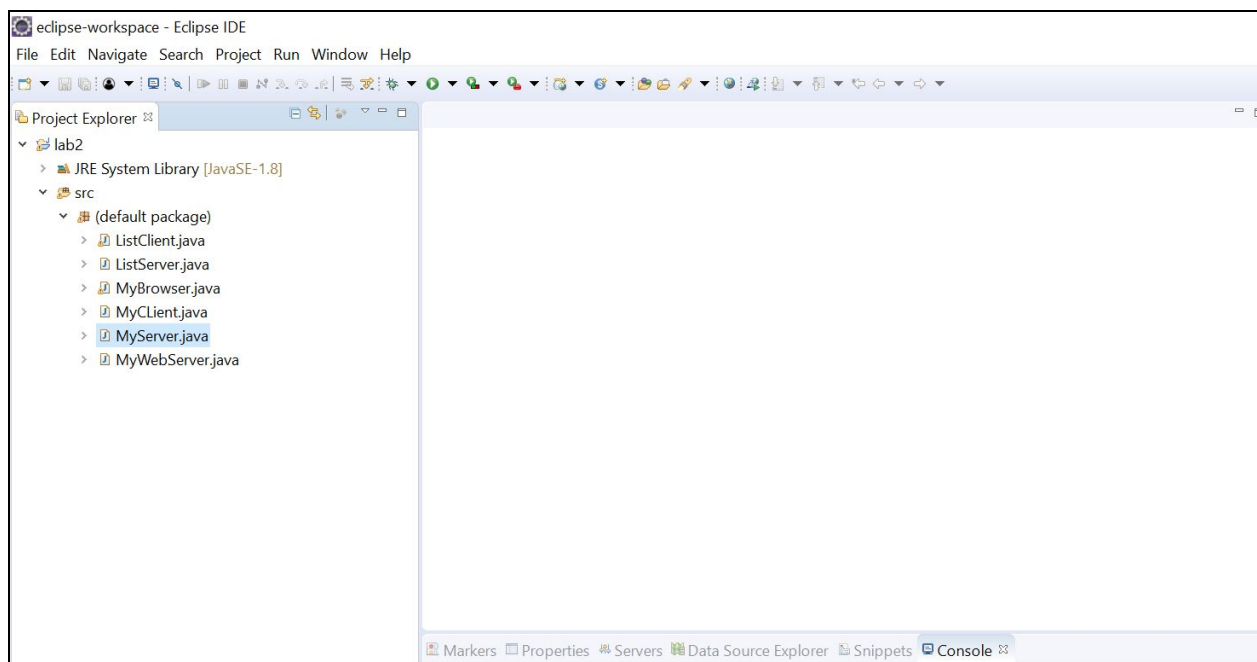 eclipse-workspace - Eclipse IDE
File Edit Navigate Search Project Run Window Help
Project Explorer
lab2
JRE System Library [JavaSE-1.8]
src
(default package)
ListClient.java
ListServer.java
MyBrowser.java
MyCLient.java
MyServer.java
MyWebServer.java
Markers Properties Servers Data Source Explorer Snippets Console